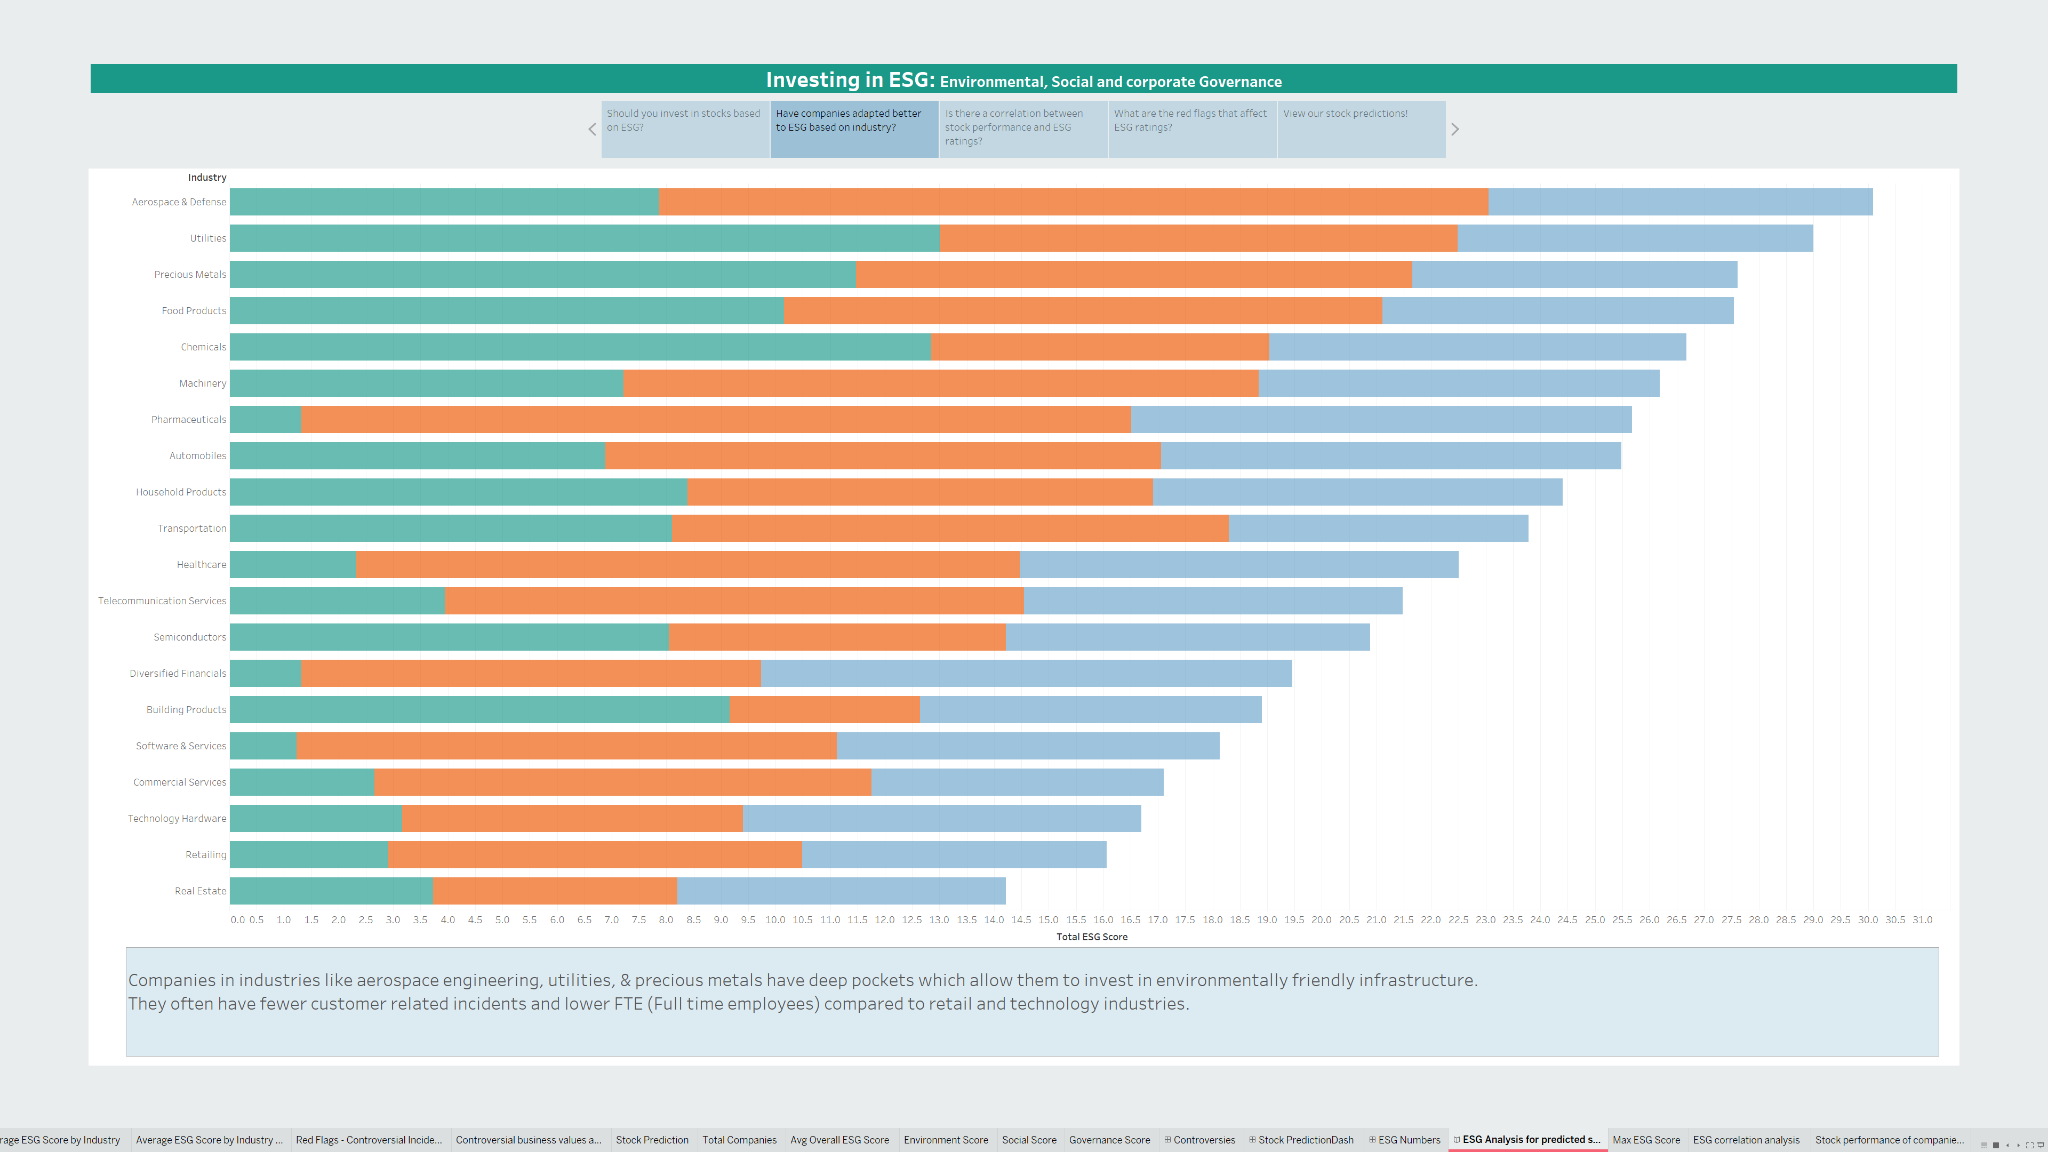 Investing in ESG: Environmental, Social and corporate Governance
Should you invest in stocks based
on ESG?
Have companies adapted better
to ESG based on industry?
Is there a correlation between
stock performance and ESG
ratings?
What are the red flags that affect
ESG ratings?
View our stock predictions!
Industry
Aerospace & Defense
Utilities
Precious Metals
Food Products
Chemicals
Machinery
Pharmaceuticals
Automobiles
Household Products
Transportation
Healthcare
Telecommunication Services
Semiconductors
Diversified Financials
Building Products
Software & Services
Commercial Services
Technology Hardware
Retailing
Real Estate
0.0 0.5 1.0 1.5 2.0 2.5 3.0 3.5 4.0 4.5 5.0 5.5 6.0 6.5 7.0 7.5 8.0 8.5 9.0 9.5 10.0 10.5 11.0 11.5 12.0 12.5 13.0 13.5 14.0 14.5 15.0 15.5 16.0 16.5 17.0 17.5 18.0 18.5 19.0 19.5 20.0 20.5 21.0 21.5 22.0 22.5 23.0 23.5 24.0 24.5 25.0 25.5 26.0 26.5 27.0 27.5 28.0 28.5 29.0 29.5 30.0 30.5 31.0
Total ESG Score
Companies in industries like aerospace engineering, utilities, & precious metals have deep pockets which allow them to invest in environmentally friendly infrastructure.
They often have fewer customer related incidents and lower FTE (Full time employees) compared to retail and technology industries.
rage ESG Score by Industry Average ESG Score by Industry ... Red Flags - Controversial Incide... Controversial business values a... Stock Prediction Total Companies Avg Overall ESG Score Environment Score Social Score Governance Score Controversies Stock PredictionDash ESG Numbers ESG Analysis for predicted s... Max ESG Score ESG correlation analysis Stock performance of companie...